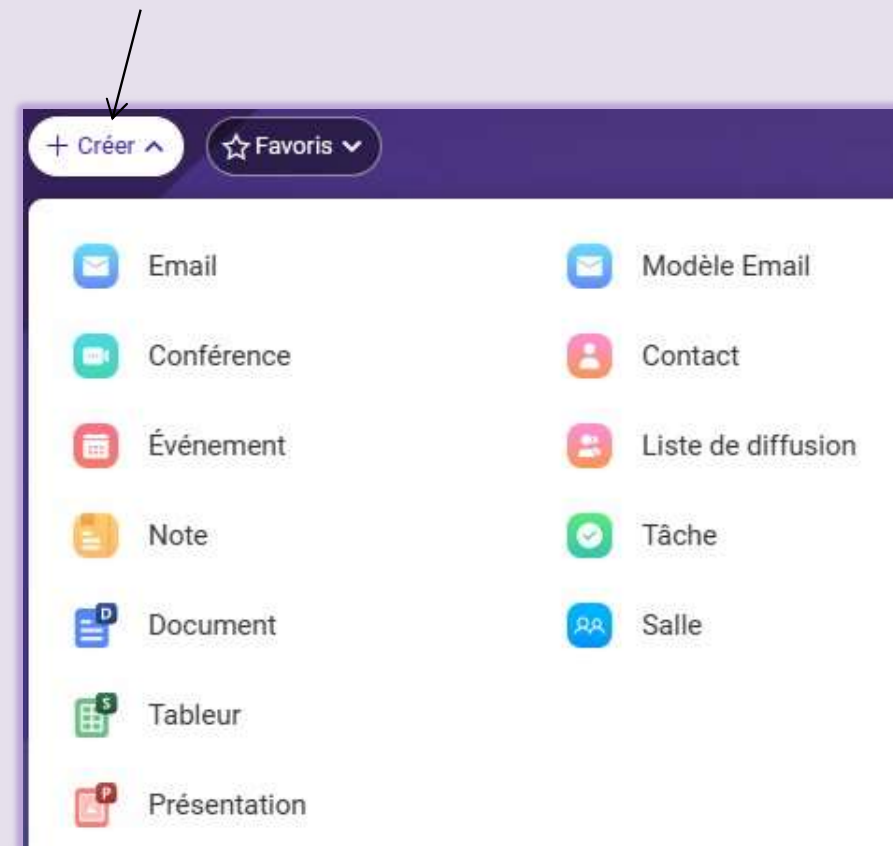 + Créer
Favoris
Email
Modèle Email
Conférence
Contact
Événement
Liste de diffusion
Note
Tâche
D
Document
Salle
S
Tableur
P
Présentation